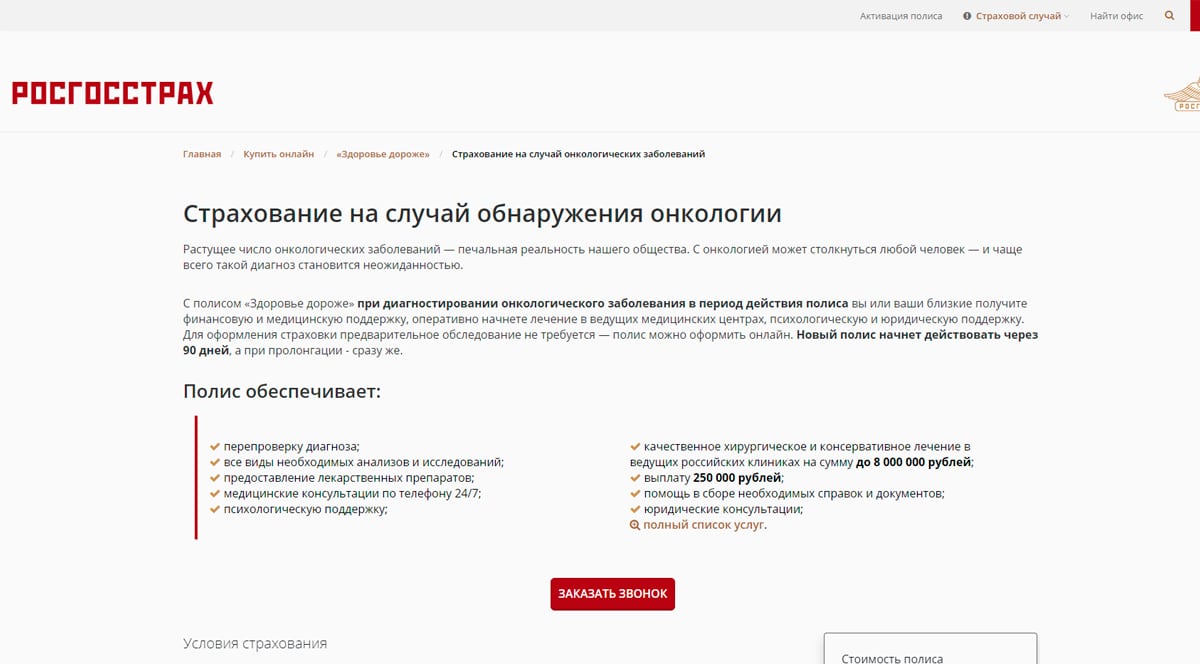 Активация полиса Страховой случай Найти офис
РОСГОССТРАХ
Главная / Купить онлайн / «Здоровье дороже» / Страхование на случай онкологических заболеваний
Страхование на случай обнаружения онкологии
Растущее число онкологических заболеваний — печальная реальность нашего общества. С онкологией может столкнуться любой человек — и чаще
всего такой диагноз становится неожиданностью.
С полисом «Здоровье дороже» при диагностировании онкологического заболевания в период действия полиса вы или ваши близкие получите
финансовую и медицинскую поддержку, оперативно начнете лечение в ведущих медицинских центрах, психологическую и юридическую поддержку.
Для оформления страховки предварительное обследование не требуется — полис можно оформить онлайн. Новый полис начнет действовать через
90 дней, а при пролонгации - сразу же.
Полис обеспечивает:
перепроверку диагноза;
все виды необходимых анализов и исследований;
предоставление лекарственных препаратов;
медицинские консультации по телефону 24/7;
психологическую поддержку;
качественное хирургическое и консервативное лечение в
ведущих российских клиниках на сумму до 8 000 000 рублей;
выплату 250 000 рублей;
помощь в сборе необходимых справок и документов;
юридические консультации;
полный список услуг.
ЗАКАЗАТЬ ЗВОНОК
Условия страхования
Стоимость полиса